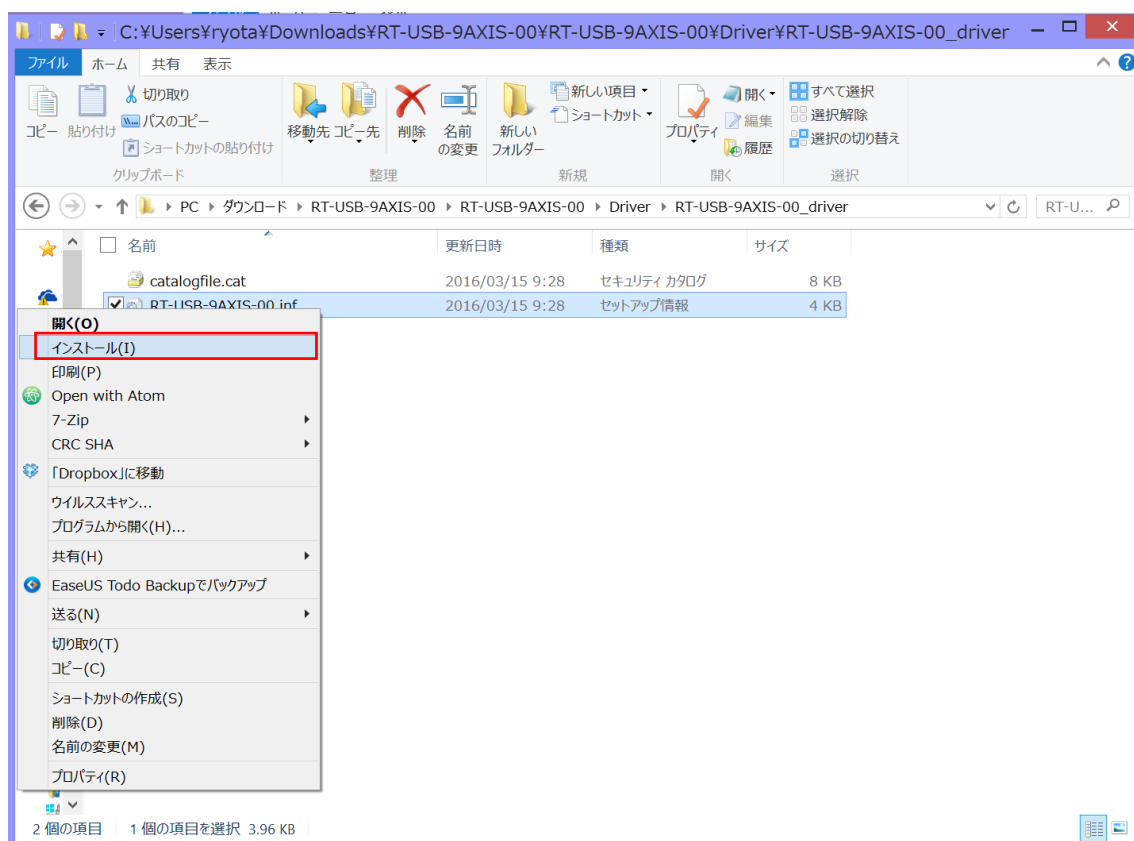 C:¥Users¥ryota¥Downloads¥RT-USB-9AXIS-00¥RT-USB-9AXIS-00¥Driver¥RT-USB-9AXIS-00_driver
ファイル ホーム 共有 表示
コピー 貼り付け 切り取り
パスのコピー
ショートカットの貼り付け
クリップボード
移動先 コピー先 削除 名前の変更
整理
新しいフォルダー
新しい項目
ショートカット
新規
プロパティ 開く
編集
履歴
開く
すべて選択
選択解除
選択の切り替え
選択
PC ダウンロード RT-USB-9AXIS-00 RT-USB-9AXIS-00 Driver RT-USB-9AXIS-00_driver RT-U...
名前 更新日時 種類 サイズ
catalogfile.cat 2016/03/15 9:28 セキュリティ カタログ 8 KB
RT-USB-9AXIS-00.inf 2016/03/15 9:28 セットアップ情報 4 KB
開く(O)
インストール(I)
印刷(P)
Open with Atom
7-Zip
CRC SHA
「Dropbox」に移動
ウイルススキャン...
プログラムから開く(H)...
共有(H)
EaseUS Todo Backupでバックアップ
送る(N)
切り取り(T)
コピー(C)
ショートカットの作成(S)
削除(D)
名前の変更(M)
プロパティ(R)
2 個の項目 1 個の項目を選択 3.96 KB